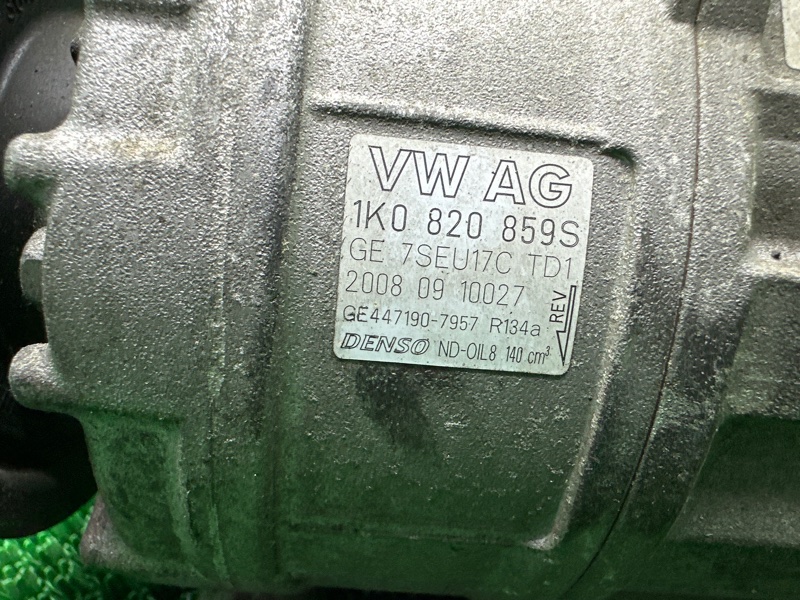 VW AG
1K0 820 859S
GE 7SEU17C TD1
2008 09 10027
GE447190-7957 R134a
DENSO ND-OIL8 140 cm³
REV